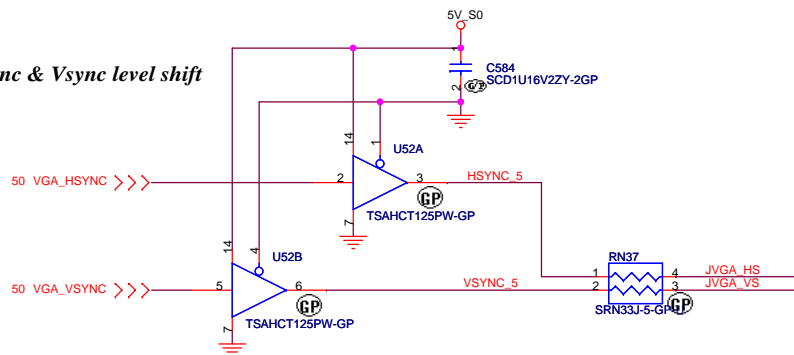 5V_S0
nc & Vsync level shift
1
C584
SCD1U16V2ZY-2GP
2
G/P
14
1
U52A
50 VGA_HSYNC
2
3
HSYNC_5
GP
TSAHCT125PW-GP
7
14
4
U52B
RN37
50 VGA_VSYNC
5
6
VSYNC_5
1
4
JVGA_HS
2
3
JVGA_VS
GP
TSAHCT125PW-GP
SRN33J-5-GP
GP
7